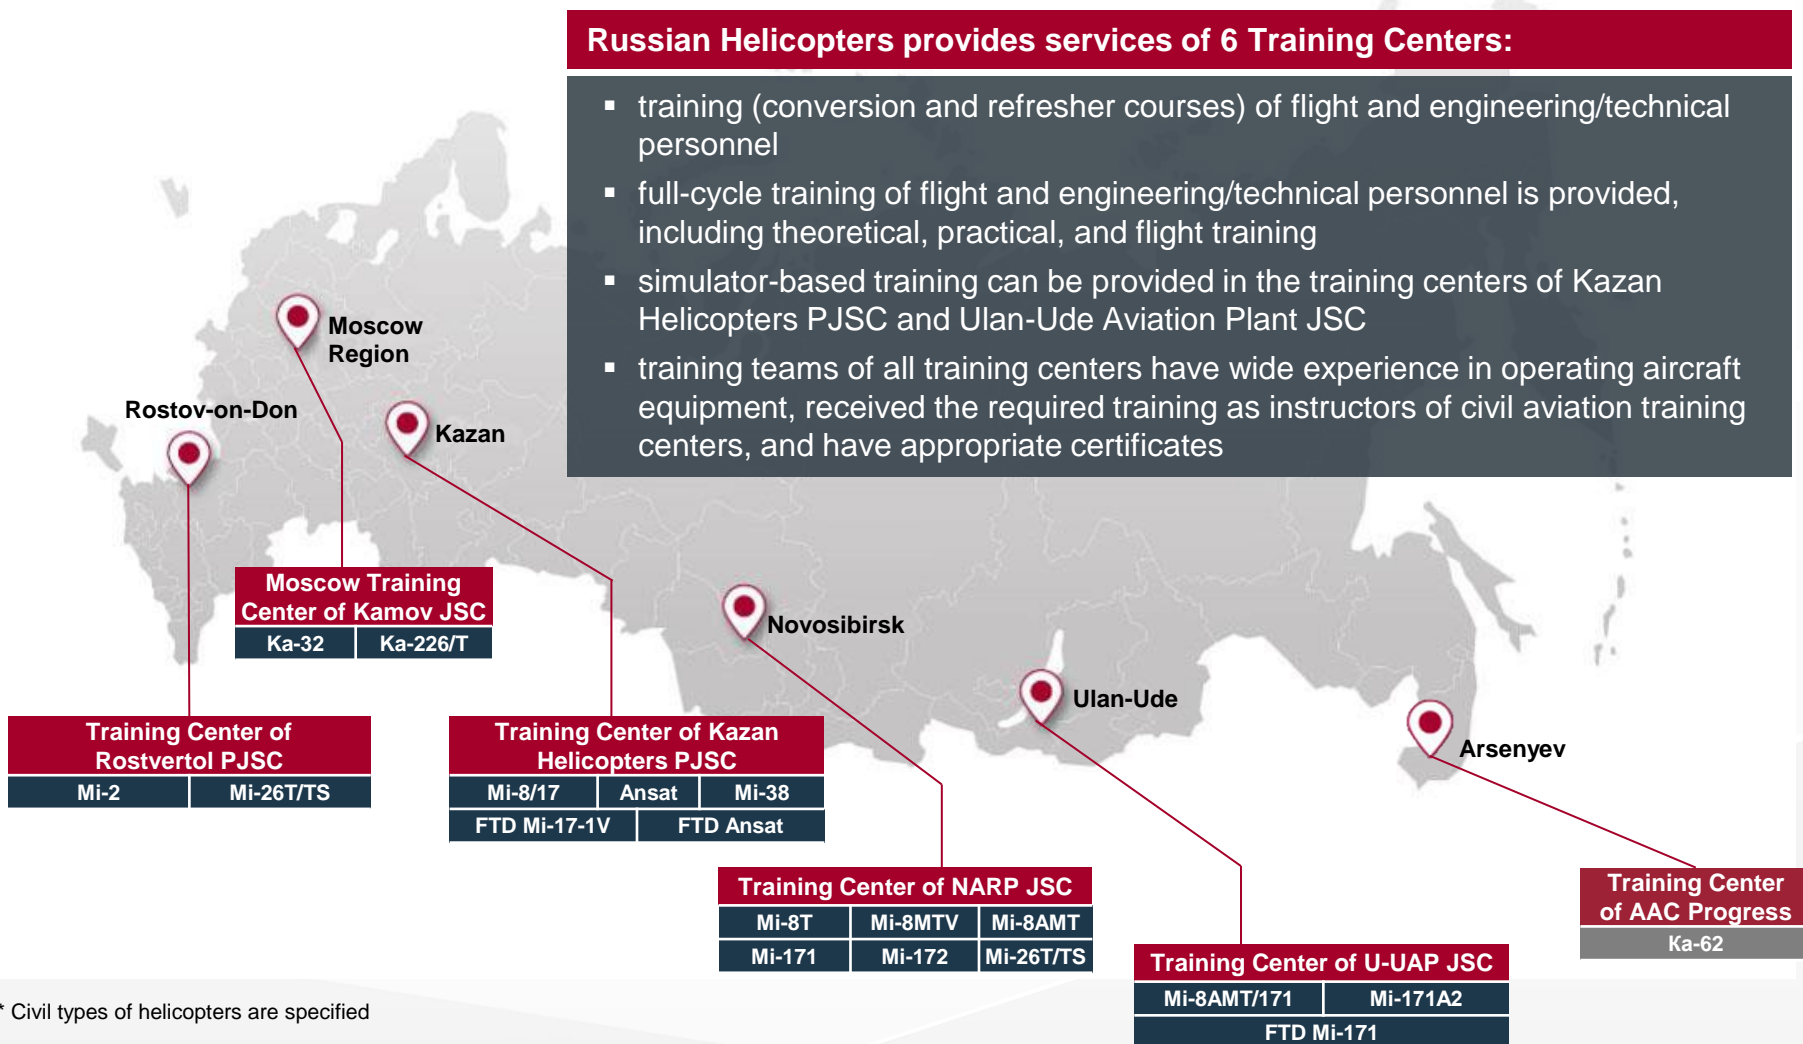 Russian Helicopters provides services of 6 Training Centers:
▪ training (conversion and refresher courses) of flight and engineering/technical
personnel
▪ full-cycle training of flight and engineering/technical personnel is provided,
including theoretical, practical, and flight training
▪ simulator-based training can be provided in the training centers of Kazan
Helicopters PJSC and Ulan-Ude Aviation Plant JSC
▪ training teams of all training centers have wide experience in operating aircraft
equipment, received the required training as instructors of civil aviation training
centers, and have appropriate certificates
Moscow
Region
Rostov-on-Don
Kazan
Novosibirsk
Ulan-Ude
Arsenyev
Moscow Training
Center of Kamov JSC
Ka-32 Ka-226/T
Training Center of
Rostvertol PJSC
Mi-2 Mi-26T/TS
Training Center of Kazan
Helicopters PJSC
Mi-8/17 Ansat Mi-38
FTD Mi-17-1V FTD Ansat
Training Center of NARP JSC
Mi-8T Mi-8MTV Mi-8AMT
Mi-171 Mi-172 Mi-26T/TS
Training Center of U-UAP JSC
Mi-8AMT/171 Mi-171A2
FTD Mi-171
Training Center
of AAC Progress
Ka-62
* Civil types of helicopters are specified